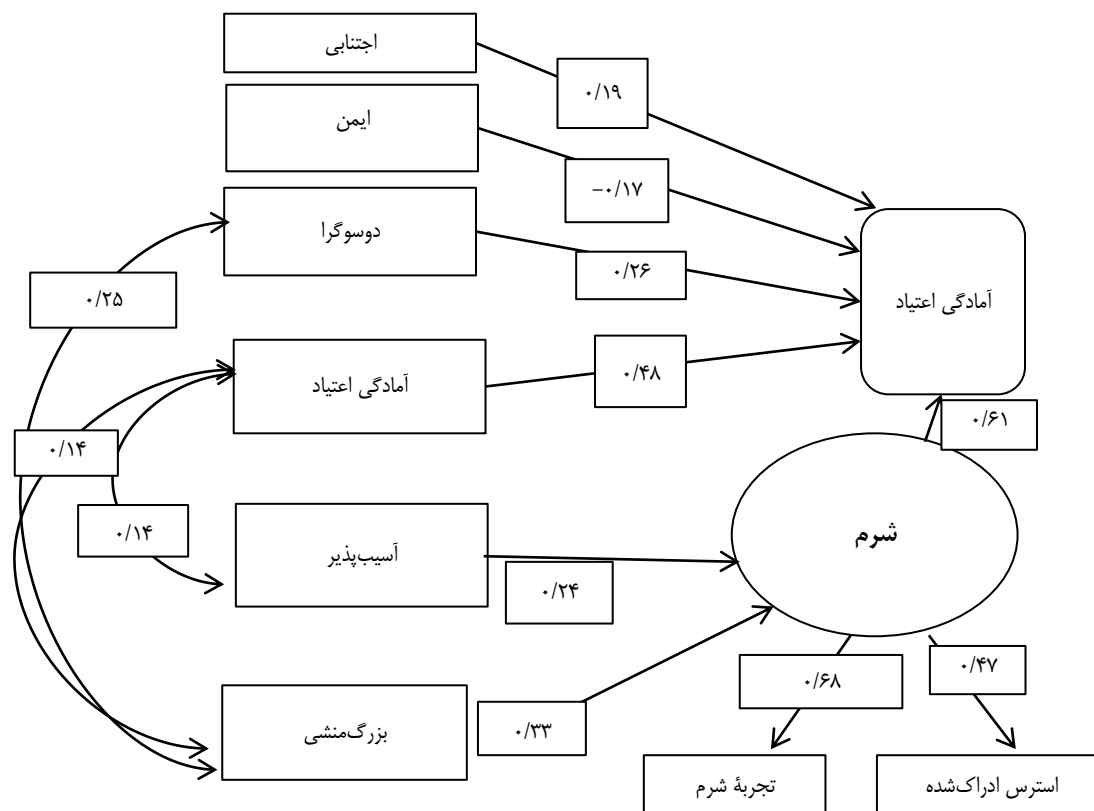 اجتنابی
۰/۱۹
ایمن
-۰/۱۷
دوسوگرا
۰/۲۶
۰/۲۵
آمادگی اعتیاد
آمادگی اعتیاد
۰/۴۸
۰/۶۱
۰/۱۴
۰/۱۴
شرم
آسیب‌پذیر
۰/۲۴
۰/۶۸
۰/۴۷
بزرگ‌منشی
۰/۳۳
تجربهٔ شرم
استرس ادراک‌شده